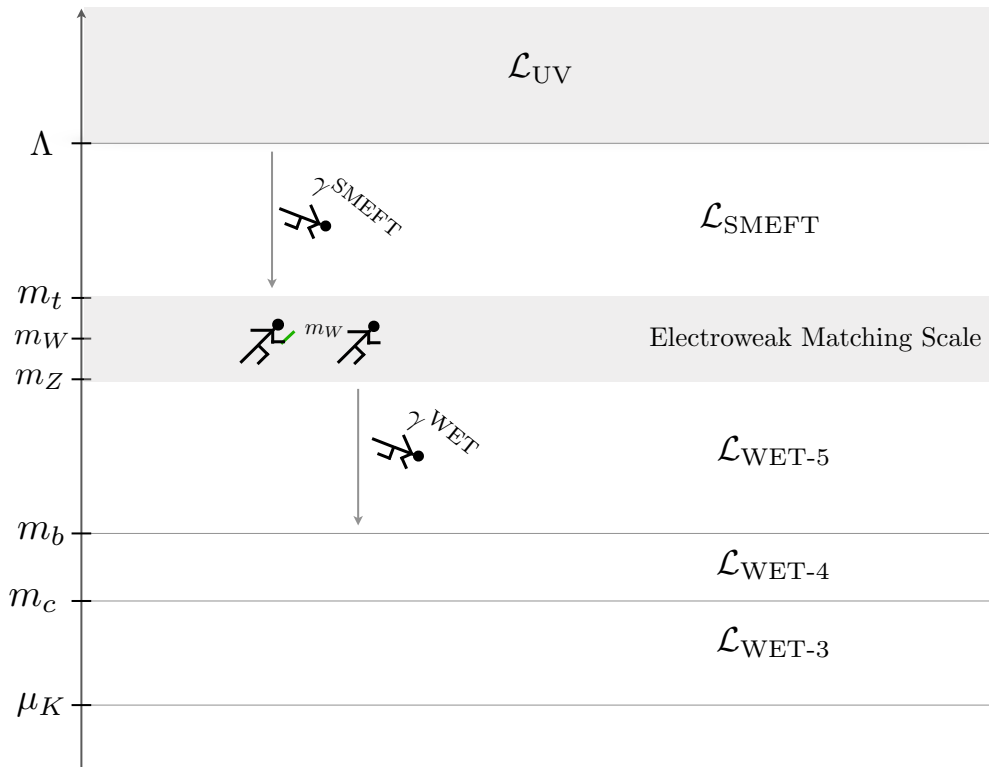 ℒ_UV
Λ
γ^SMEFT
ℒ_SMEFT
m_t
m_W
m_W
Electroweak Matching Scale
m_Z
γ^WET
ℒ_WET-5
m_b
ℒ_WET-4
m_c
ℒ_WET-3
μ_K